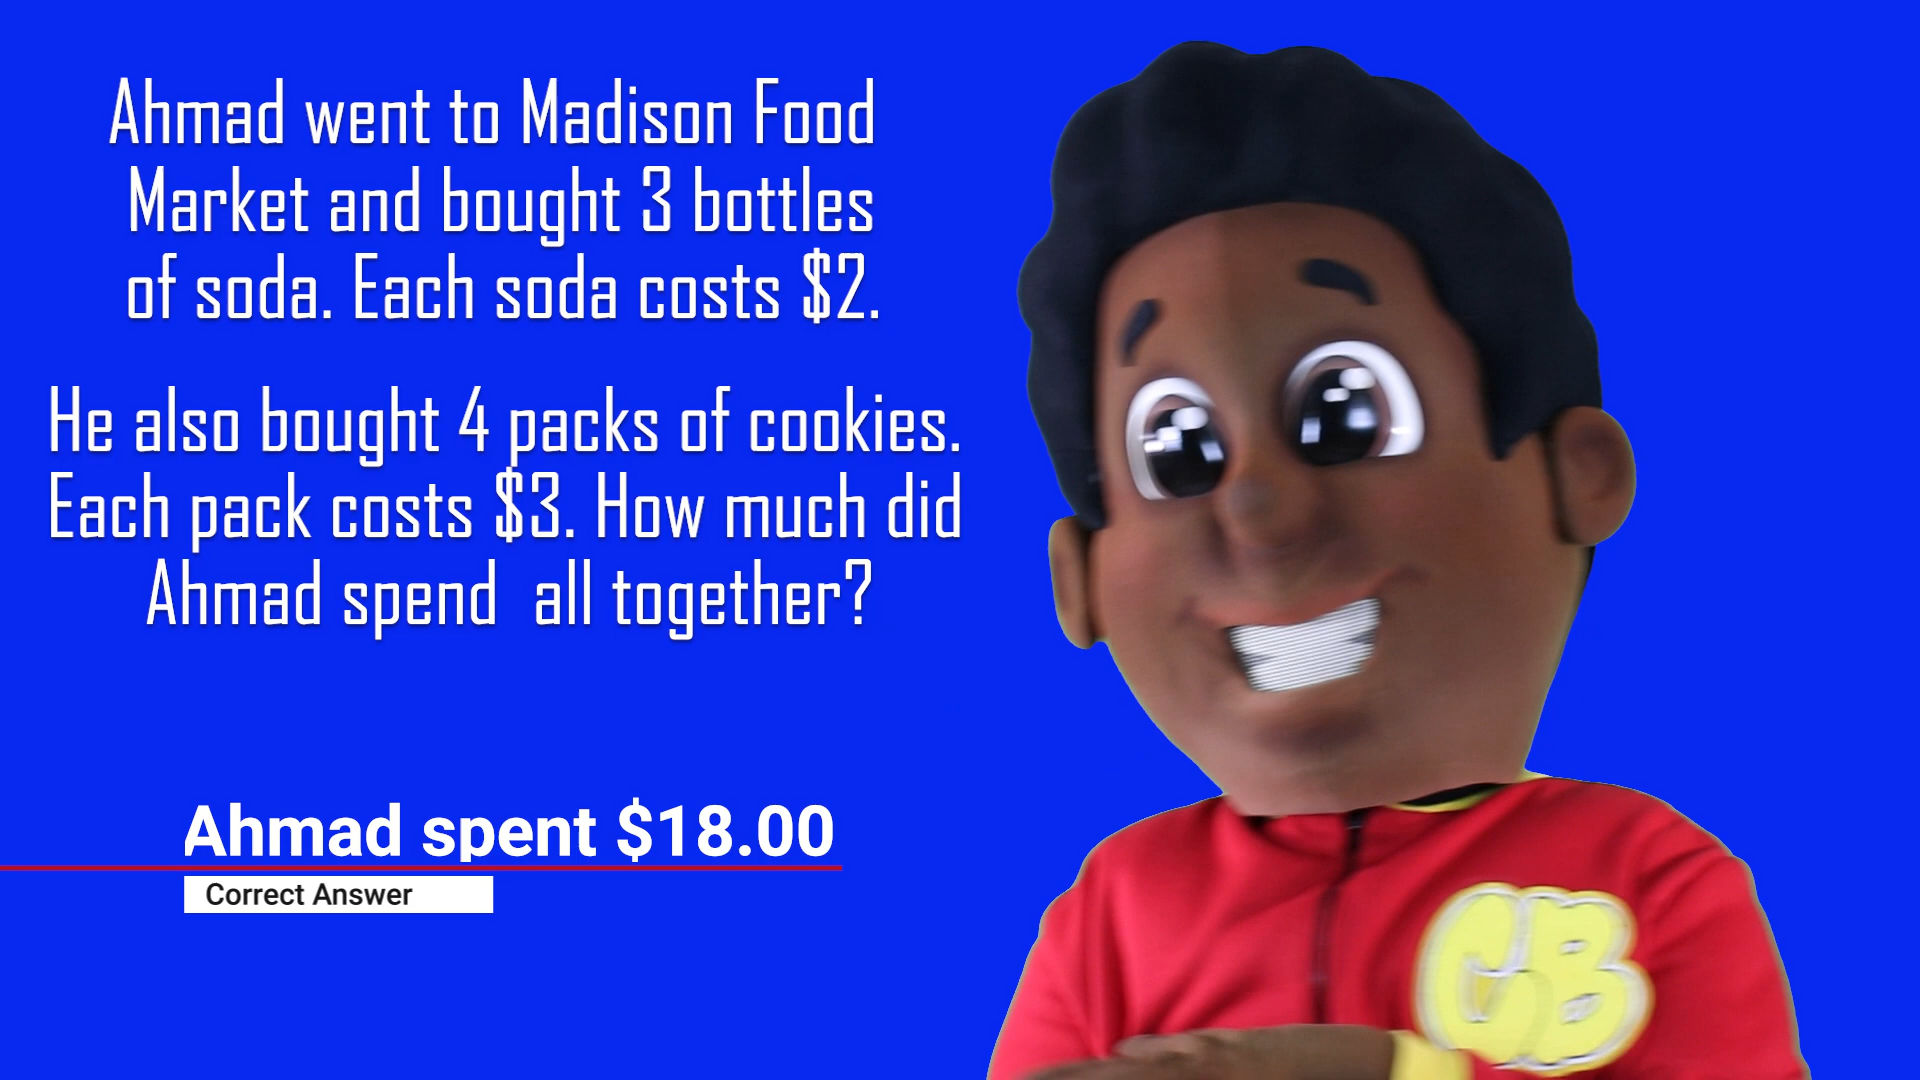 Ahmad went to Madison Food
Market and bought 3 bottles
of soda. Each soda costs $2.
He also bought 4 packs of cookies.
Each pack costs $3. How much did
Ahmad spend all together?
Ahmad spent $18.00
Correct Answer
CB